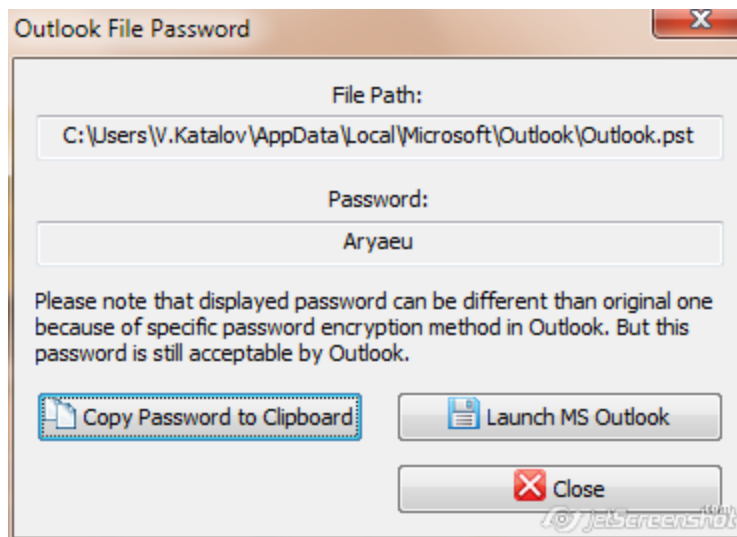 Outlook File Password
File Path:
C:\Users\V.Katalov\AppData\Local\Microsoft\Outlook\Outlook.pst
Password:
Aryaeu
Please note that displayed password can be different than original one
because of specific password encryption method in Outlook. But this
password is still acceptable by Outlook.
Copy Password to Clipboard
Launch MS Outlook
Close
jetScreenshot